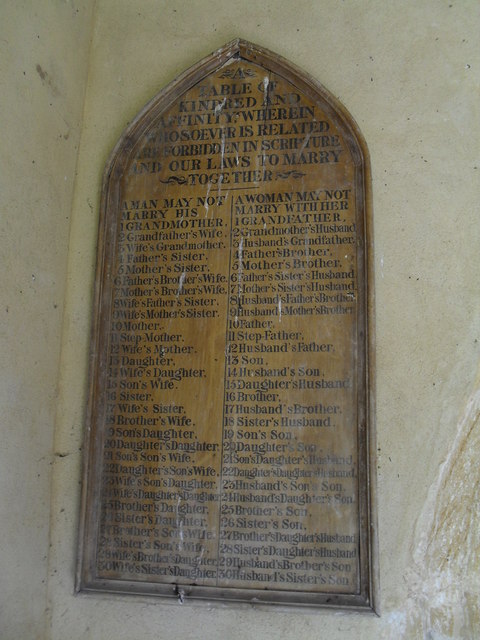 A
TABLE OF
KINDRED AND
AFFINITY: WHEREIN
WHOSOEVER IS RELATED
ARE FORBIDDEN IN SCRIPTURE
AND OUR LAWS TO MARRY
TOGETHER
A MAN MAY NOT
MARRY HIS
1 GRANDMOTHER,
2 Grandfather's Wife,
3 Wife's Grandmother.
4 Father's Sister.
5 Mother's Sister.
6 Father's Brother's Wife.
7 Mother's Brother's Wife.
8 Wife's Father's Sister.
9 Wife's Mother's Sister.
10 Mother.
11 Step-Mother.
12 Wife's Mother.
13 Daughter,
14 Wife's Daughter,
15 Son's Wife.
16 Sister.
17 Wife's Sister.
18 Brother's Wife.
19 Son's Daughter.
20 Daughter's Daughter.
21 Son's Son's Wife.
22 Daughter's Son's Wife.
23 Wife's Son's Daughter.
24 Wife's Daughter's Daughter
25 Brother's Daughter,
26 Sister's Daughter.
27 Brother's Son's Wife.
28 Sister's Son's Wife.
29 Wife's Brother's Daughter
30 Wife's Sister's Daughter.
A WOMAN MAY NOT
MARRY WITH HER
1 GRANDFATHER.
2 Grandmother's Husband
3 Husband's Grandfather.
4 Father's Brother.
5 Mother's Brother.
6 Father's Sister's Husband
7 Mother's Sister's Husband.
8 Husband's Father's Brother
9 Husband's Mother's Brother
10 Father.
11 Step-Father,
12 Husband's Father.
13 Son.
14 Husband's Son.
15 Daughter's Husband
16 Brother,
17 Husband's Brother.
18 Sister's Husband.
19 Son's Son.
20 Daughter's Son.
21 Son's Daughter's Husband.
22 Daughter's Daughter's Husband.
23 Husband's Son's Son.
24 Husband's Daughter's Son.
25 Brother's Son,
26 Sister's Son,
27 Brother's Daughter's Husband
28 Sister's Daughter's Husband
29 Husband's Brother's Son
30 Husband's Sister's Son